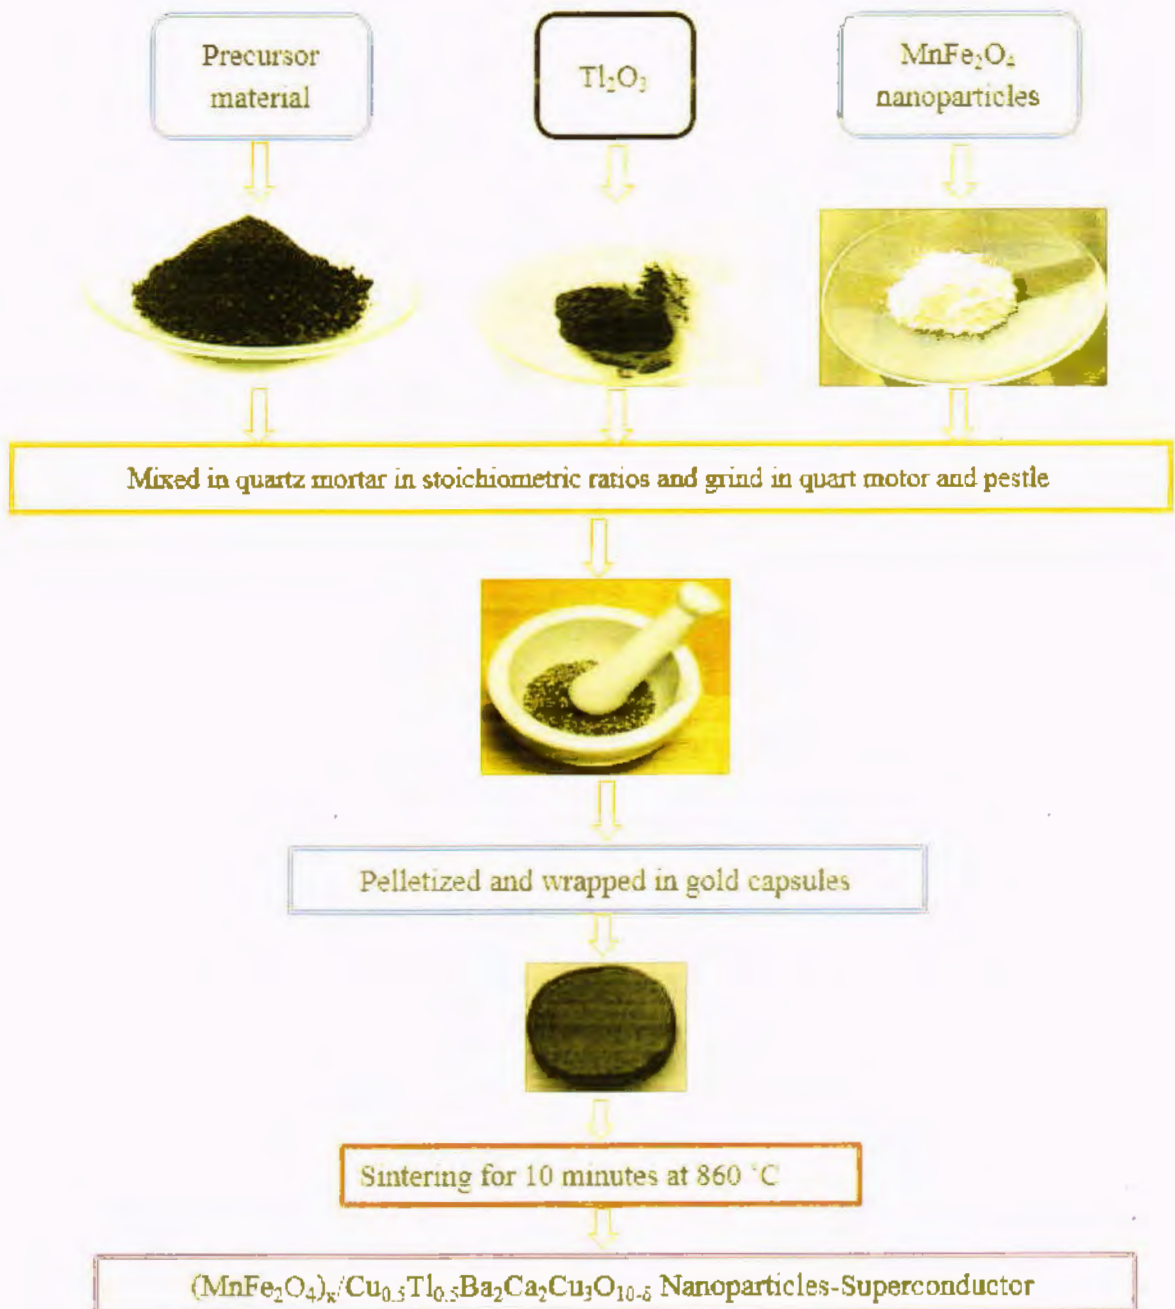 Precursor
material
Tl₂O₃
MnFe₂O₄
nanoparticles
Mixed in quartz mortar in stoichiometric ratios and grind in quart motor and pestle
Pelletized and wrapped in gold capsules
Sintering for 10 minutes at 860 °C
(MnFe₂O₄)ₓ/Cu₀.₅Tl₀.₅Ba₂Ca₂Cu₃O₁₀₋δ Nanoparticles-Superconductor